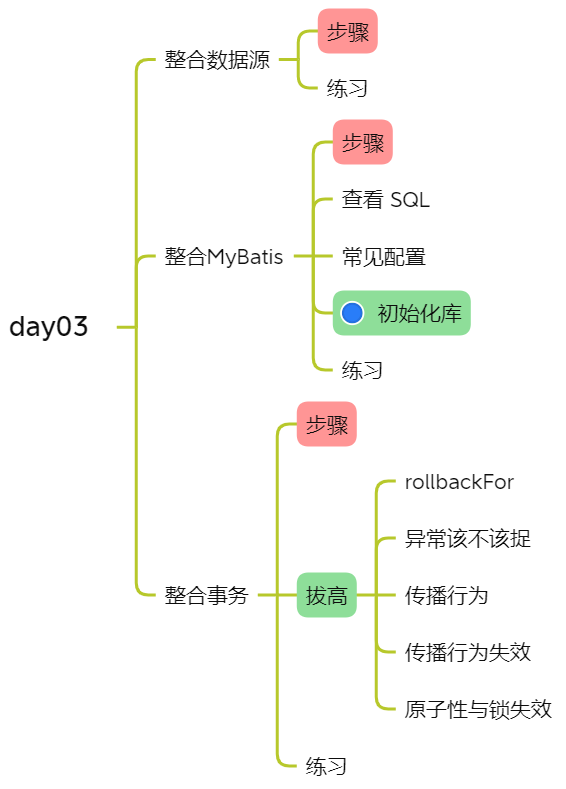 day03
整合数据源
步骤
练习
整合MyBatis
步骤
查看 SQL
常见配置
初始化库
练习
整合事务
步骤
拔高
rollbackFor
异常该不该捉
传播行为
传播行为失效
原子性与锁失效
练习